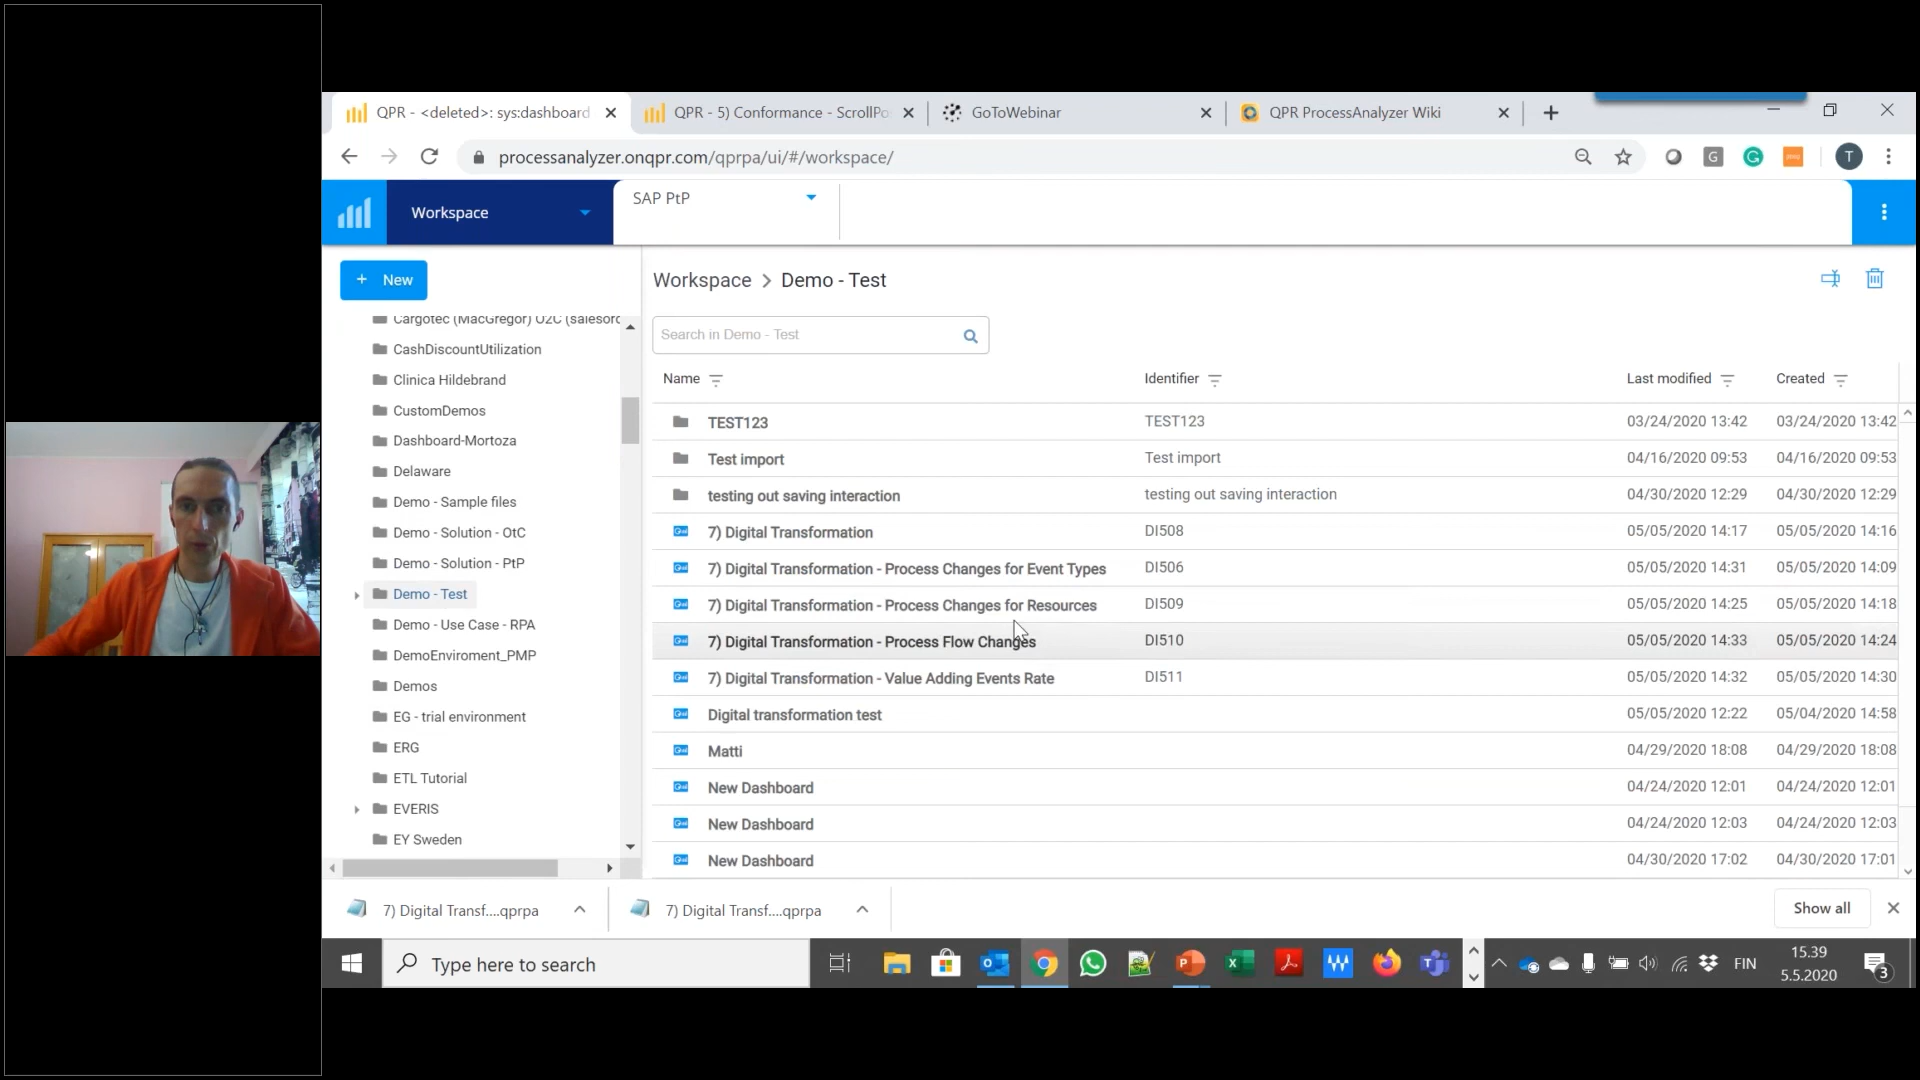 QPR - <deleted>: sys:dashboard
QPR - 5) Conformance - ScrollPo
GoToWebinar
QPR ProcessAnalyzer Wiki
processanalyzer.onqpr.com/qprpa/ui/#/workspace/
G
T
Workspace
SAP PtP
+ New
Cargotec (MacGregor) O2C (salesord
CashDiscountUtilization
Clinica Hildebrand
CustomDemos
Dashboard-Mortoza
Delaware
Demo - Sample files
Demo - Solution - OtC
Demo - Solution - PtP
Demo - Test
Demo - Use Case - RPA
DemoEnviroment_PMP
Demos
EG - trial environment
ERG
ETL Tutorial
EVERIS
EY Sweden
Workspace > Demo - Test
Search in Demo - Test
Name Identifier Last modified Created
TEST123 TEST123 03/24/2020 13:42 03/24/2020 13:42
Test import Test import 04/16/2020 09:53 04/16/2020 09:53
testing out saving interaction testing out saving interaction 04/30/2020 12:29 04/30/2020 12:29
7) Digital Transformation DI508 05/05/2020 14:17 05/05/2020 14:16
7) Digital Transformation - Process Changes for Event Types DI506 05/05/2020 14:31 05/05/2020 14:09
7) Digital Transformation - Process Changes for Resources DI509 05/05/2020 14:25 05/05/2020 14:18
7) Digital Transformation - Process Flow Changes DI510 05/05/2020 14:33 05/05/2020 14:24
7) Digital Transformation - Value Adding Events Rate DI511 05/05/2020 14:32 05/05/2020 14:30
Digital transformation test 05/05/2020 12:22 05/04/2020 14:58
Matti 04/29/2020 18:08 04/29/2020 18:08
New Dashboard 04/24/2020 12:01 04/24/2020 12:01
New Dashboard 04/24/2020 12:03 04/24/2020 12:03
New Dashboard 04/30/2020 17:02 04/30/2020 17:01
7) Digital Transf....qprpa
7) Digital Transf....qprpa
Show all
Type here to search
FIN
15.39
5.5.2020
3